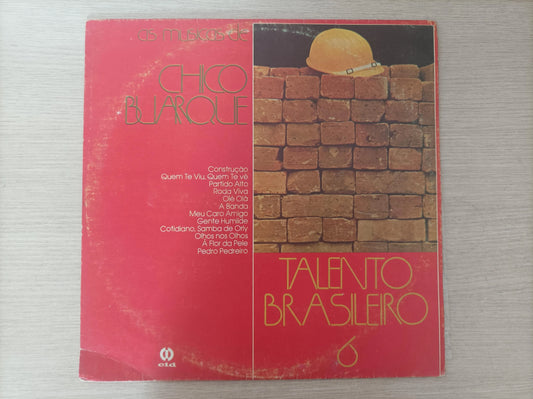 as músicas de
CHICO
BUARQUE
Construção
Quem Te Viu, Quem Te vê
Partido Alto
Roda Viva
Olê Olá
A Banda
Meu Caro Amigo
Gente Humilde
Cotidiano, Samba de Orly
Olhos nos Olhos
À Flor da Pele
Pedro Pedreiro
TALENTO
BRASILEIRO
6
cid